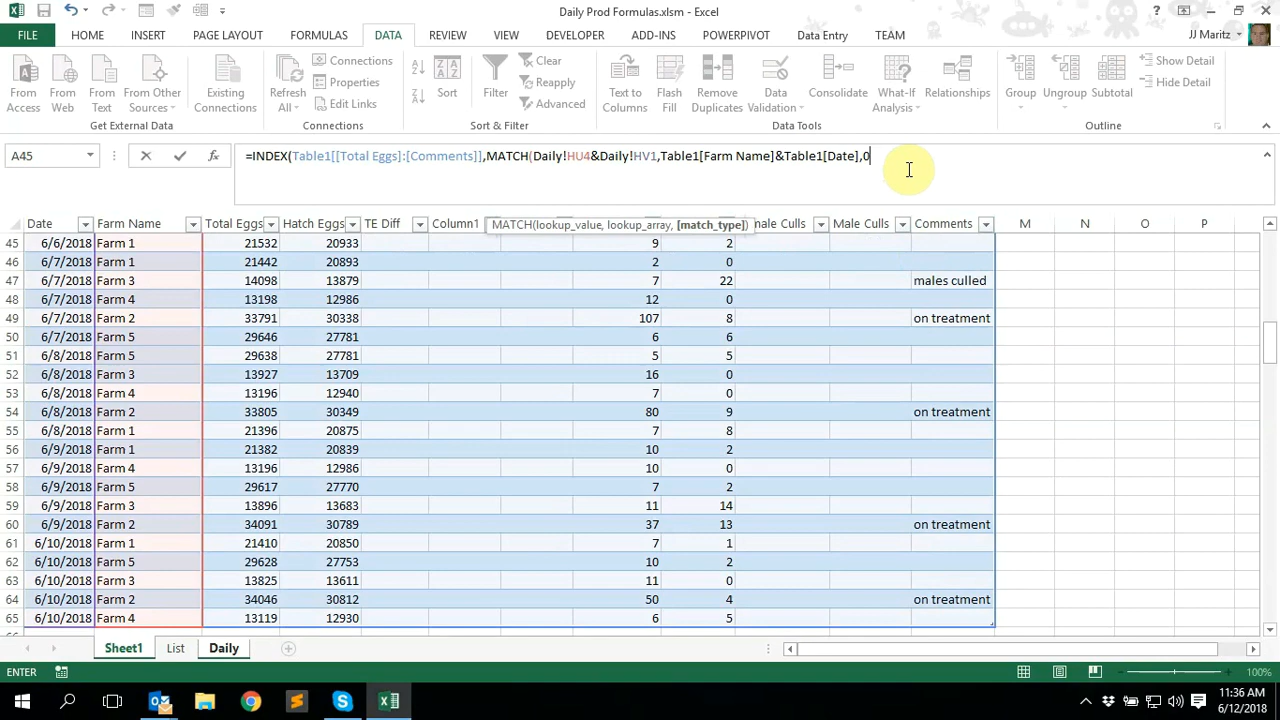 Daily Prod Formulas.xlsm - Excel
FILE HOME INSERT PAGE LAYOUT FORMULAS DATA REVIEW VIEW DEVELOPER ADD-INS POWERPIVOT Data Entry TEAM JJ Maritz
From Access
From Web
From Text
From Other Sources
Existing Connections
Refresh All
Connections
Properties
Edit Links
Sort
Filter
Clear
Reapply
Advanced
Text to Columns
Flash Fill
Remove Duplicates
Data Validation
Consolidate
What-If Analysis
Relationships
Group
Ungroup
Subtotal
Show Detail
Hide Detail
Get External Data Connections Sort & Filter Data Tools Outline
A45 =INDEX(Table1[[Total Eggs]:[Comments]],MATCH(Daily!HU4&Daily!HV1,Table1[Farm Name]&Table1[Date],0
MATCH(lookup_value, lookup_array, [match_type])
Date Farm Name Total Eggs Hatch Eggs TE Diff Column1 male Culls Male Culls Comments M N O P
45 6/6/2018 Farm 1 21532 20933 9 2
46 6/7/2018 Farm 1 21442 20893 2 0
47 6/7/2018 Farm 3 14098 13879 7 22 males culled
48 6/7/2018 Farm 4 13198 12986 12 0
49 6/7/2018 Farm 2 33791 30338 107 8 on treatment
50 6/7/2018 Farm 5 29646 27781 6 6
51 6/8/2018 Farm 5 29638 27781 5 5
52 6/8/2018 Farm 3 13927 13709 16 0
53 6/8/2018 Farm 4 13196 12940 7 0
54 6/8/2018 Farm 2 33805 30349 80 9 on treatment
55 6/8/2018 Farm 1 21396 20875 7 8
56 6/9/2018 Farm 1 21382 20839 10 2
57 6/9/2018 Farm 4 13196 12986 10 0
58 6/9/2018 Farm 5 29617 27770 7 2
59 6/9/2018 Farm 3 13896 13683 11 14
60 6/9/2018 Farm 2 34091 30789 37 13 on treatment
61 6/10/2018 Farm 1 21410 20850 7 1
62 6/10/2018 Farm 5 29628 27753 10 2
63 6/10/2018 Farm 3 13825 13611 11 0
64 6/10/2018 Farm 2 34046 30812 50 4 on treatment
65 6/10/2018 Farm 4 13119 12930 6 5
Sheet1 List Daily
ENTER 100%
11:36 AM
6/12/2018